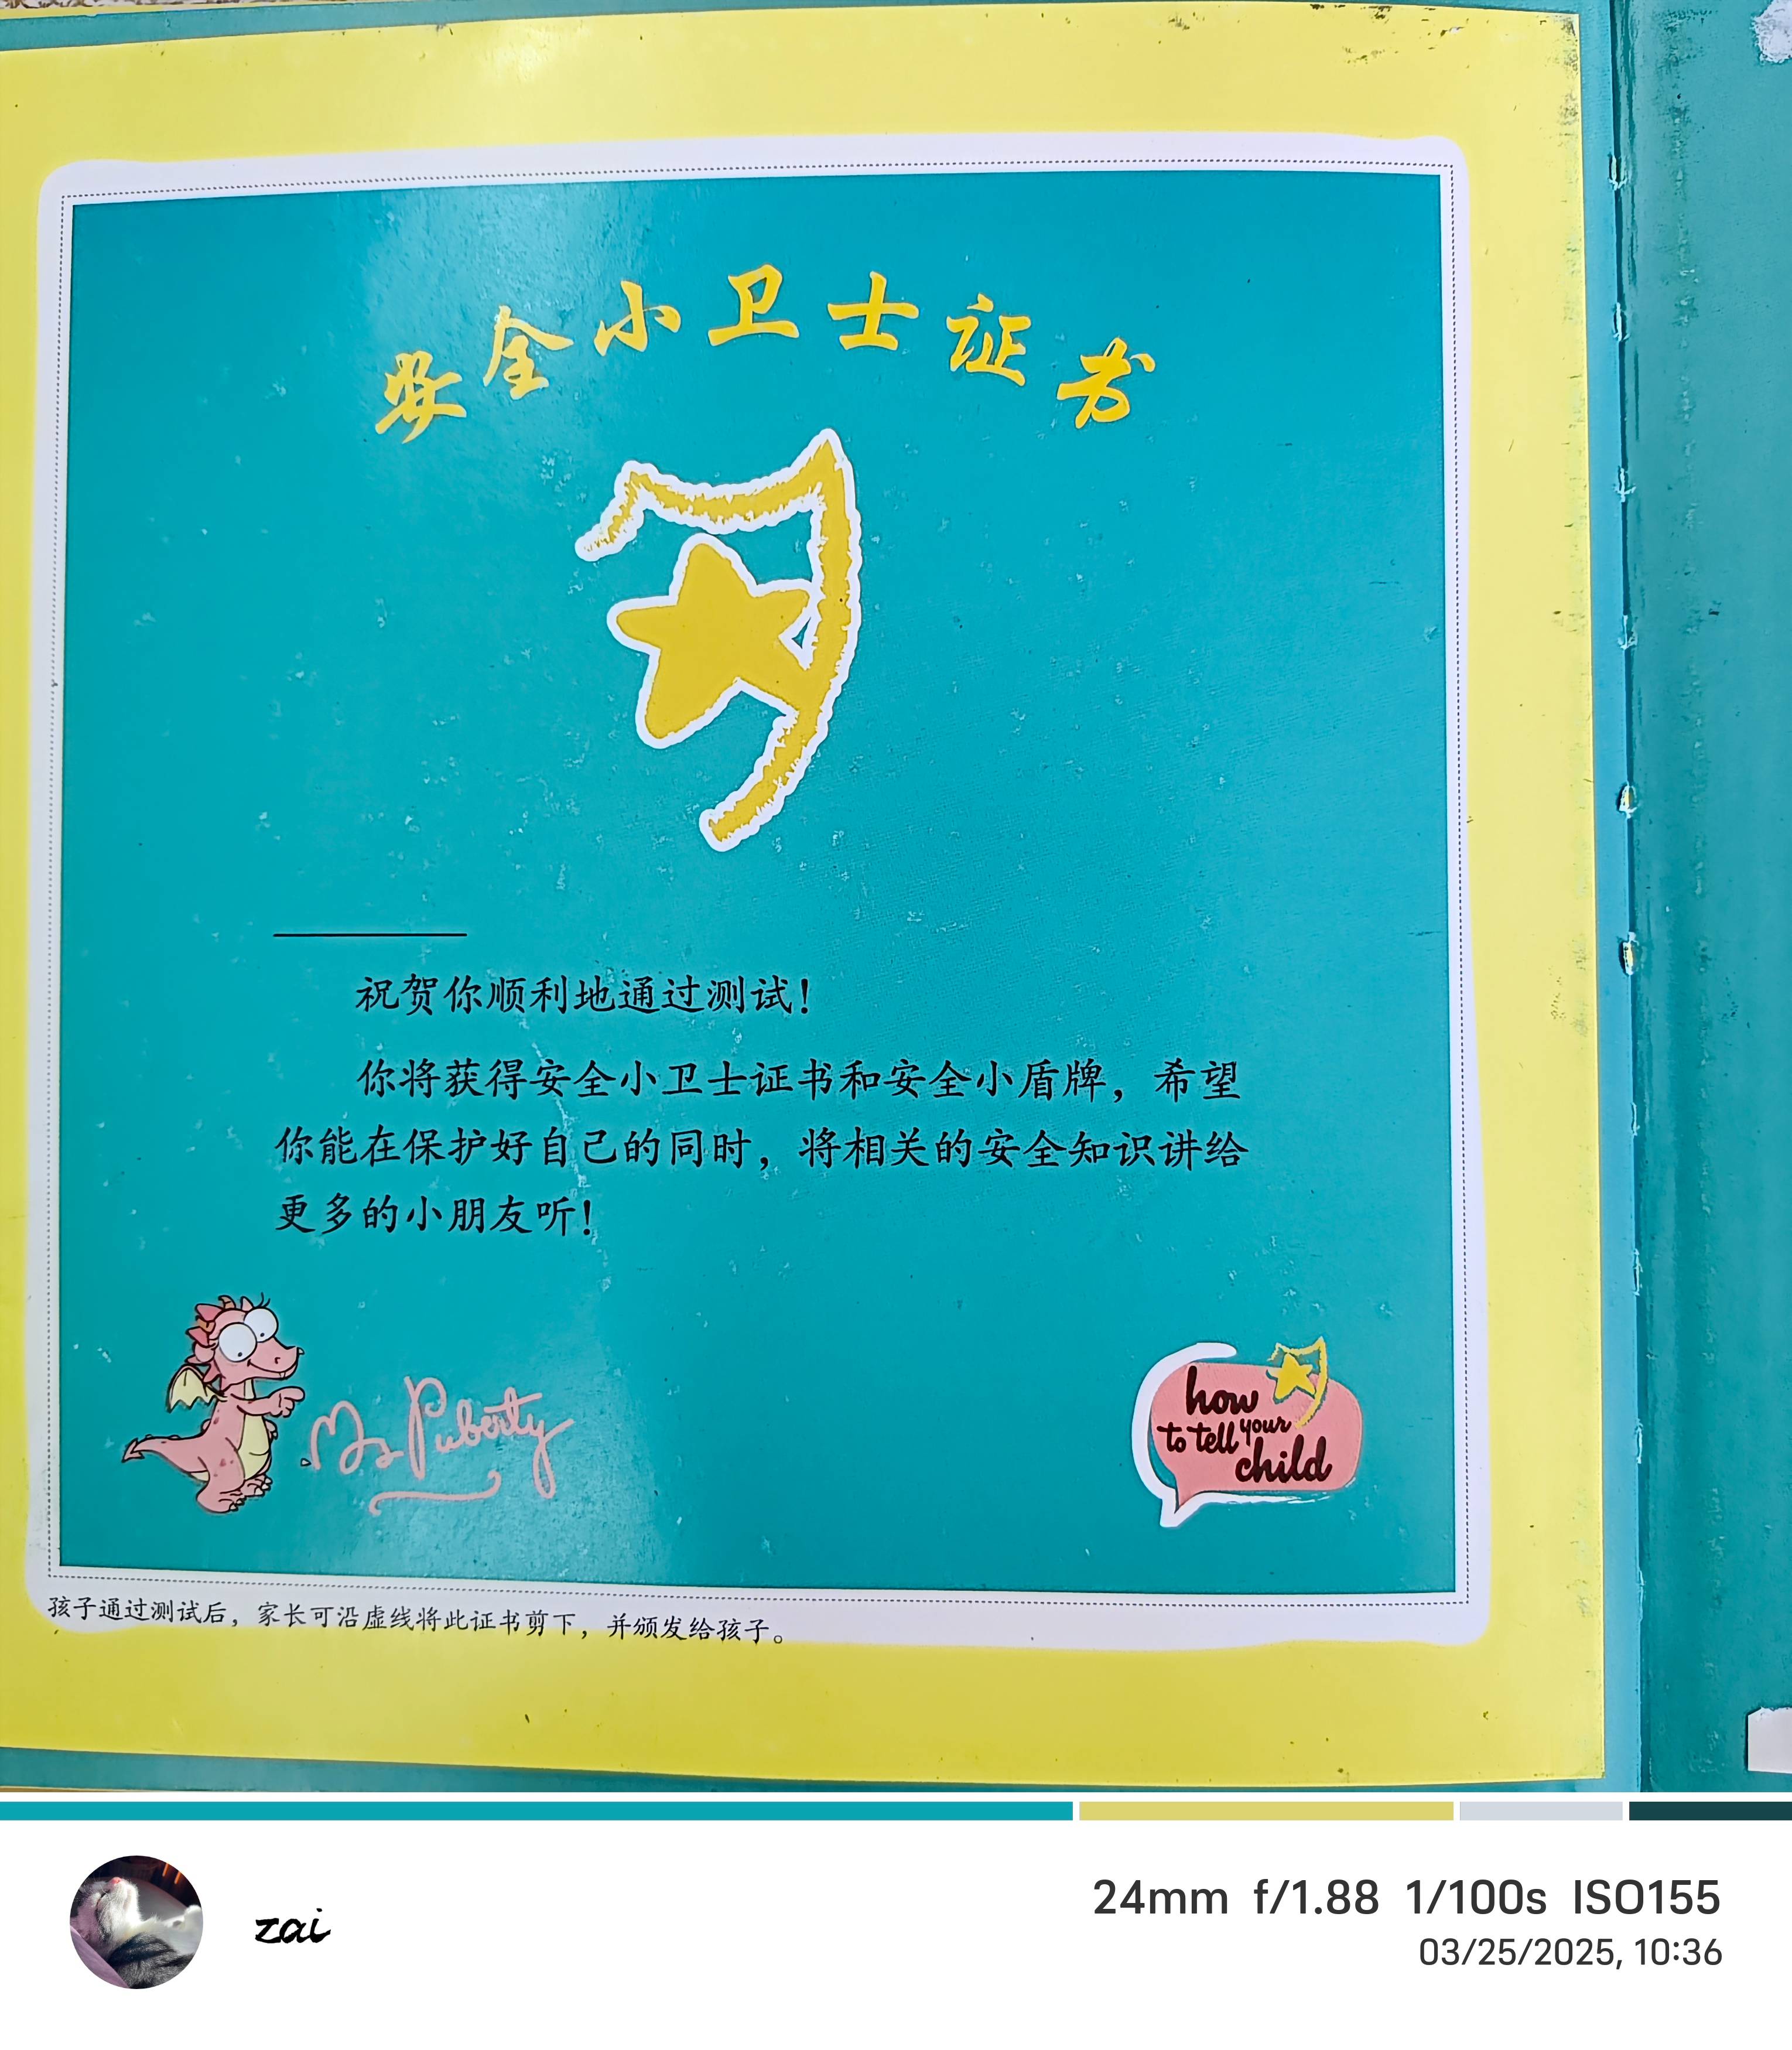 安全小卫士证书
祝贺你顺利地通过测试！
你将获得安全小卫士证书和安全小盾牌，希望
你能在保护好自己的同时，将相关的安全知识讲给
更多的小朋友听！
Ms. Puberty
how
to tell your
child
孩子通过测试后，家长可沿虚线将此证书剪下，并颁发给孩子。
zai
24mm f/1.88 1/100s ISO155
03/25/2025, 10:36